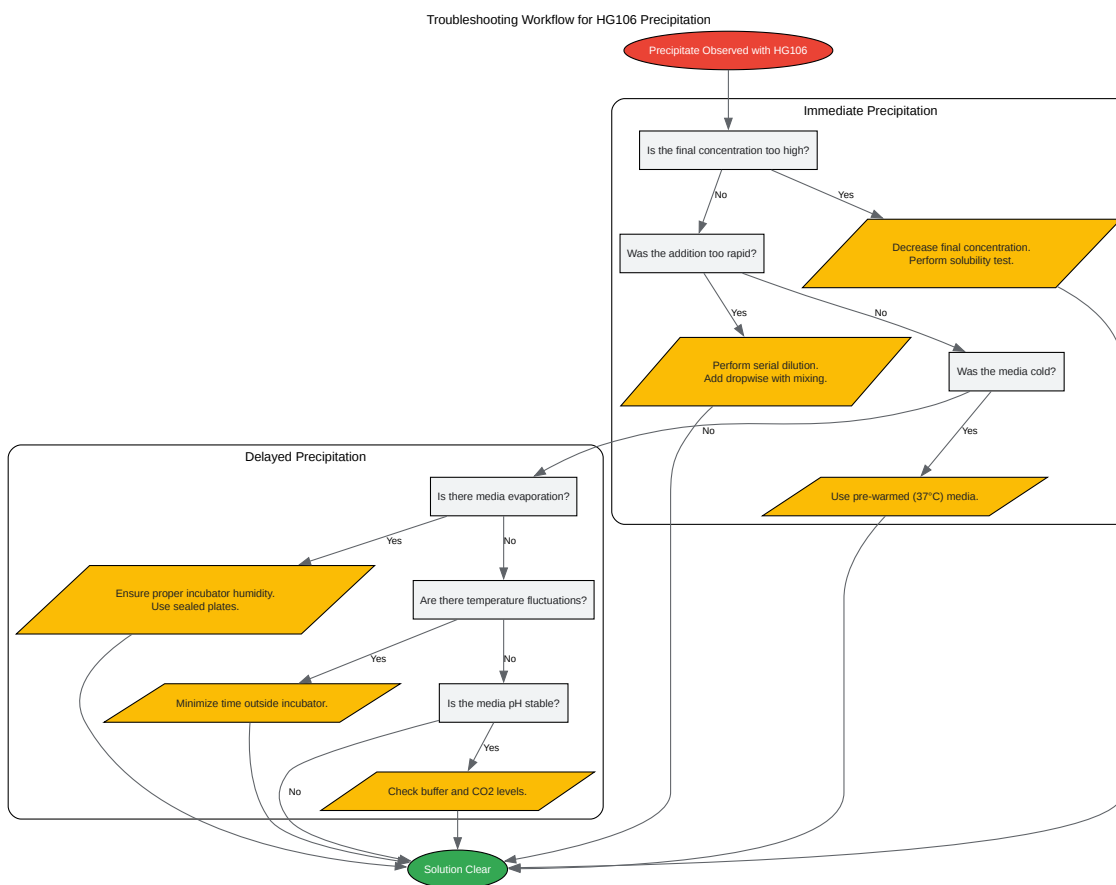 Troubleshooting Workflow for HG106 Precipitation
Precipitate Observed with HG106
Immediate Precipitation
Is the final concentration too high?
No
Yes
Was the addition too rapid?
Decrease final concentration.
Perform solubility test.
Yes
No
Perform serial dilution.
Add dropwise with mixing.
Was the media cold?
No
Yes
Use pre-warmed (37°C) media.
Delayed Precipitation
Is there media evaporation?
Yes
No
Ensure proper incubator humidity.
Use sealed plates.
Are there temperature fluctuations?
Yes
No
Minimize time outside incubator.
Is the media pH stable?
Yes
No
Check buffer and CO2 levels.
Solution Clear